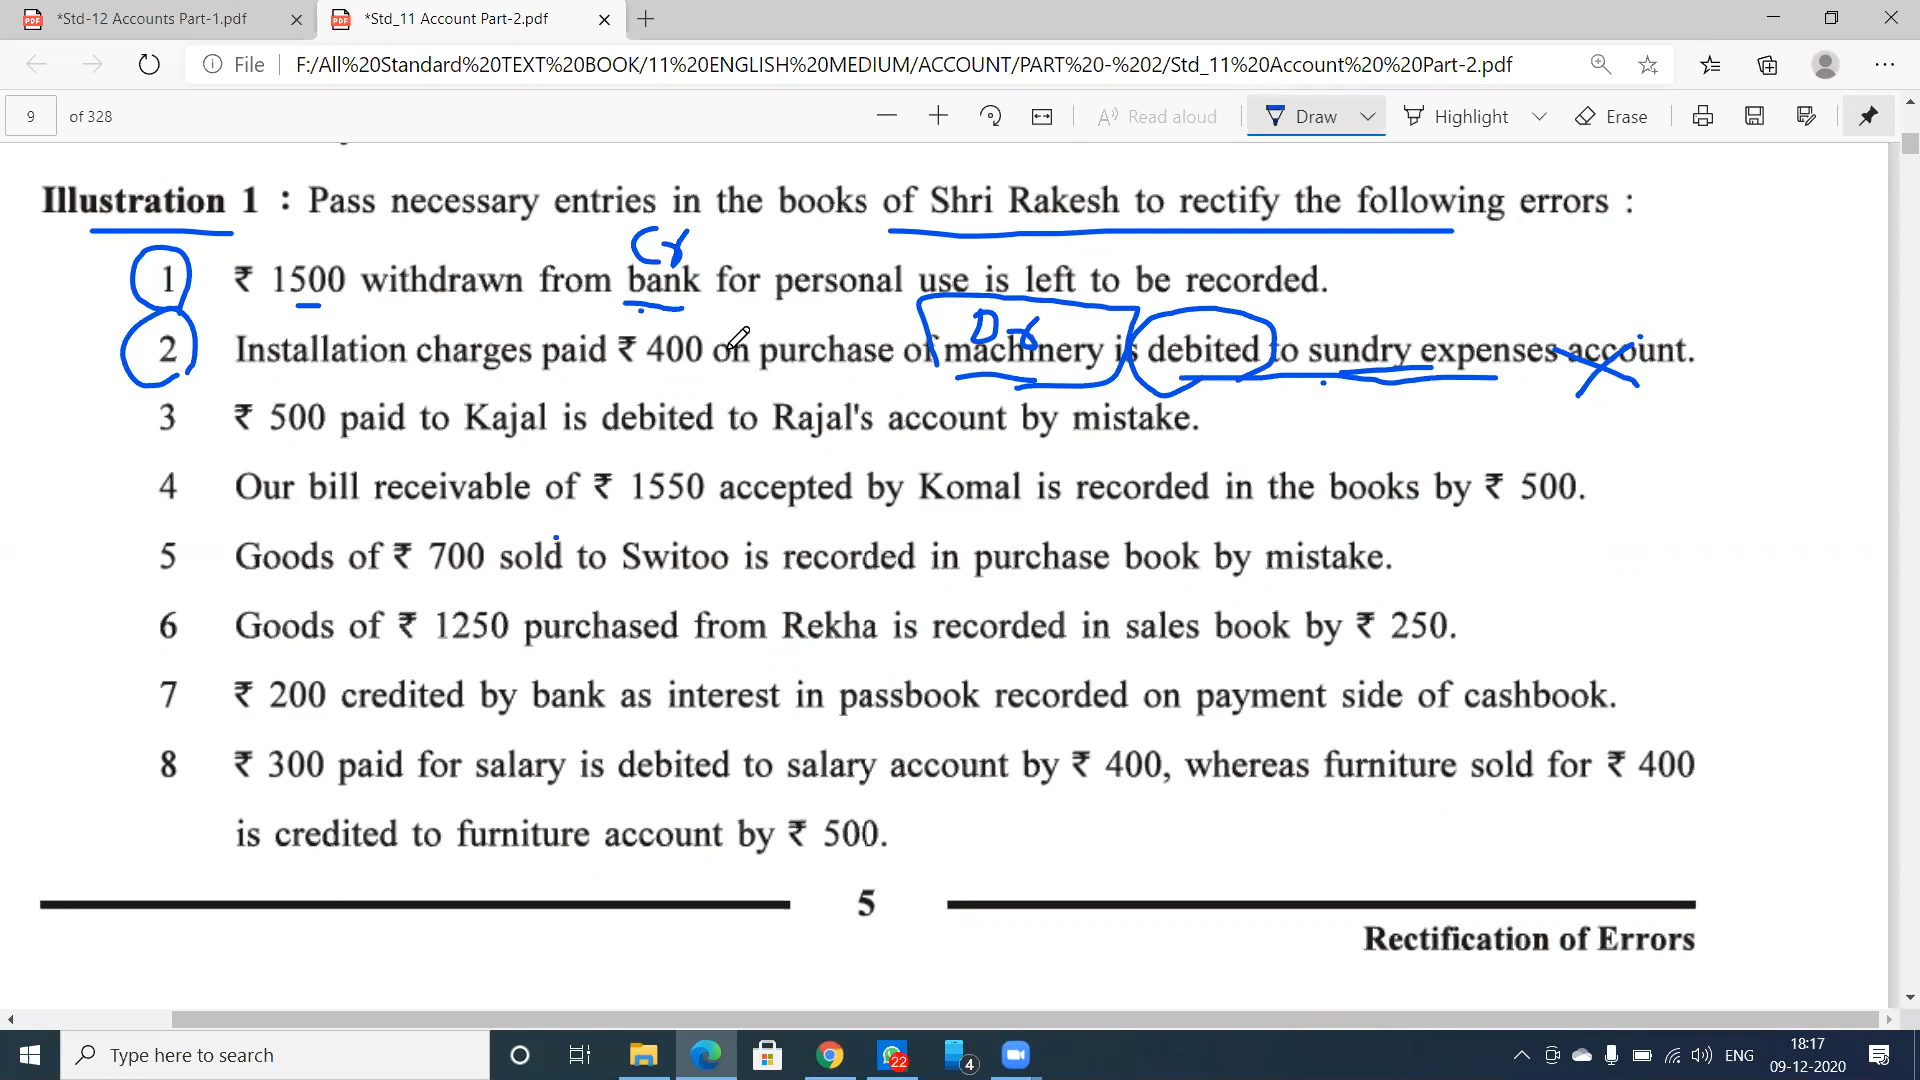 *Std-12 Accounts Part-1.pdf
*Std_11 Account Part-2.pdf
File F:/All%20Standard%20TEXT%20BOOK/11%20ENGLISH%20MEDIUM/ACCOUNT/PART%20-%202/Std_11%20Account%20%20Part-2.pdf
9 of 328 Read aloud Draw Highlight Erase
Illustration 1 : Pass necessary entries in the books of Shri Rakesh to rectify the following errors :
Cr
1 ₹ 1500 withdrawn from bank for personal use is left to be recorded.
Dr
2 Installation charges paid ₹ 400 on purchase of machinery is debited to sundry expenses account.
3 ₹ 500 paid to Kajal is debited to Rajal's account by mistake.
4 Our bill receivable of ₹ 1550 accepted by Komal is recorded in the books by ₹ 500.
5 Goods of ₹ 700 sold to Switoo is recorded in purchase book by mistake.
6 Goods of ₹ 1250 purchased from Rekha is recorded in sales book by ₹ 250.
7 ₹ 200 credited by bank as interest in passbook recorded on payment side of cashbook.
8 ₹ 300 paid for salary is debited to salary account by ₹ 400, whereas furniture sold for ₹ 400
is credited to furniture account by ₹ 500.
5
Rectification of Errors
Type here to search
22
4
ENG
18:17
09-12-2020